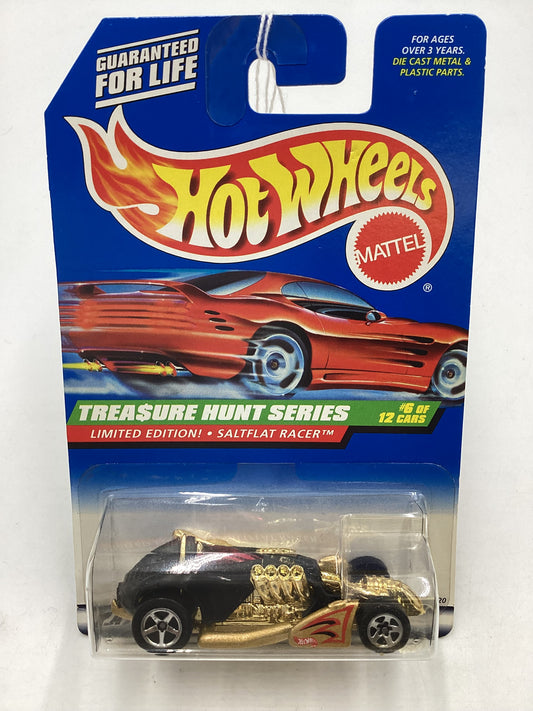 GUARANTEED
FOR LIFE
FOR AGES
OVER 3 YEARS.
DIE CAST METAL &
PLASTIC PARTS.
HOT WHEELS
MATTEL
®
TREA$URE HUNT SERIES
#6 OF
12 CARS
LIMITED EDITION! • SALTFLAT RACER™